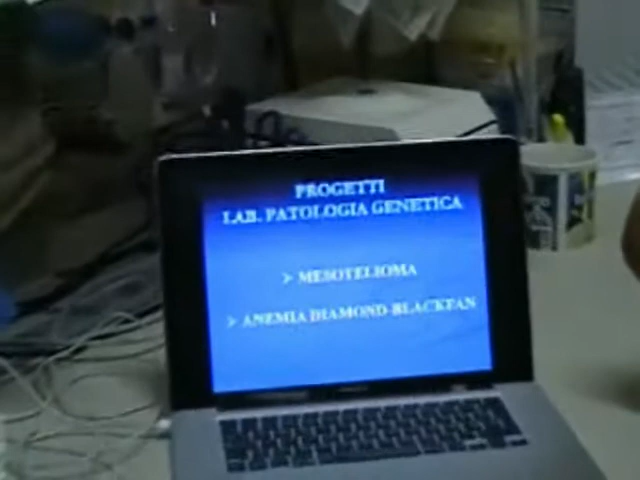 PROGETTI
LAB. PATOLOGIA GENETICA
➢ MESOTELIOMA
➢ ANEMIA DIAMOND-BLACKFAN